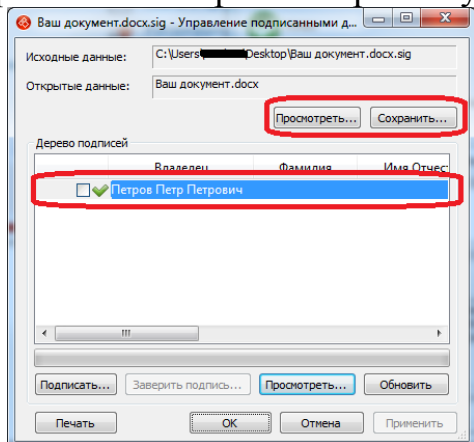 Ваш документ.docx.sig - Управление подписанными д...
Исходные данные: C:\Users\ Desktop\Ваш документ.docx.sig
Открытые данные: Ваш документ.docx
Просмотреть... Сохранить...
Дерево подписей
Владелец Фамилия Имя Отчес
Петров Петр Петрович
Подписать... Заверить подпись... Просмотреть... Обновить
Печать ОК Отмена Применить